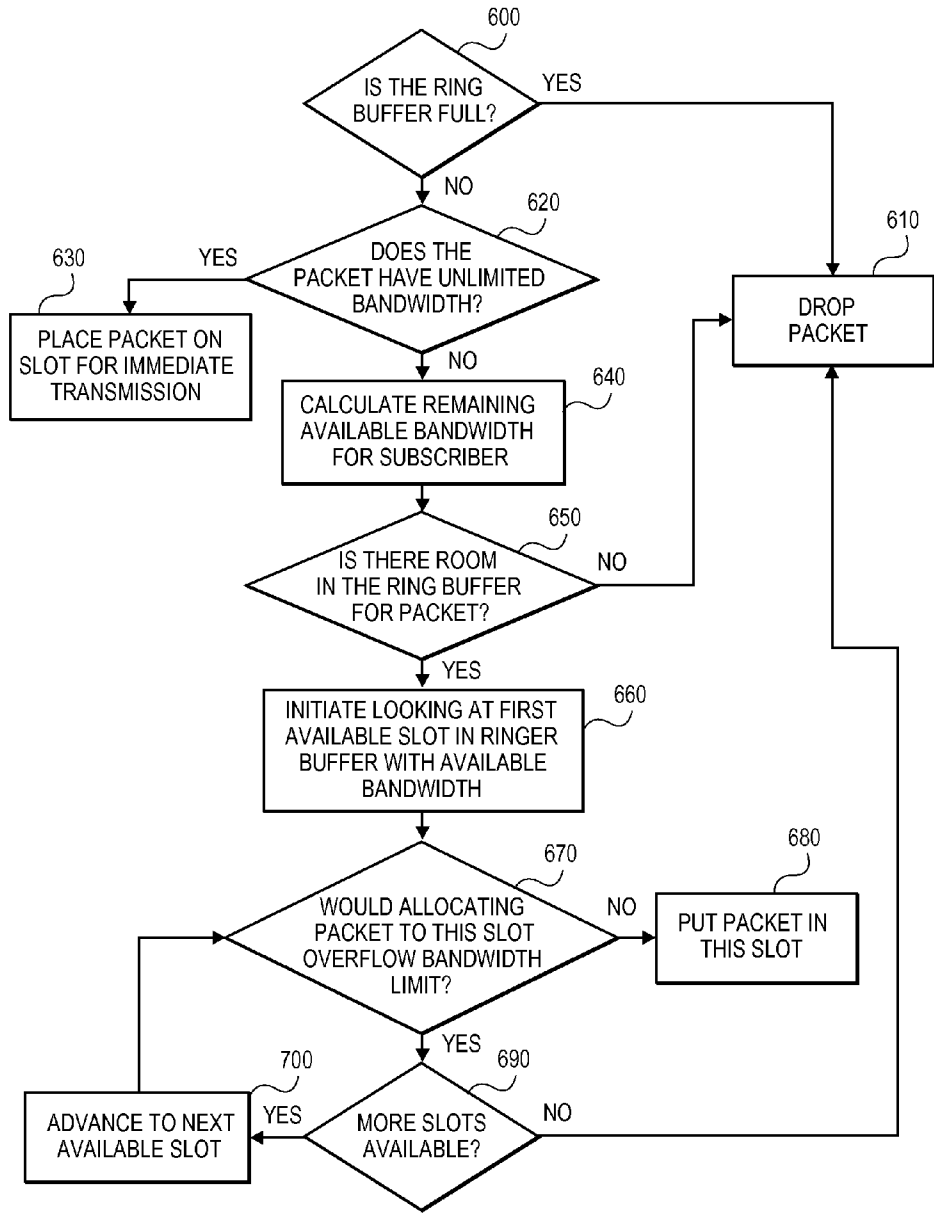 600
IS THE RING
BUFFER FULL?
YES
NO
620
DOES THE
PACKET HAVE UNLIMITED
BANDWIDTH?
YES
630
PLACE PACKET ON
SLOT FOR IMMEDIATE
TRANSMISSION
610
DROP
PACKET
NO
640
CALCULATE REMAINING
AVAILABLE BANDWIDTH
FOR SUBSCRIBER
650
IS THERE ROOM
IN THE RING BUFFER
FOR PACKET?
NO
YES
660
INITIATE LOOKING AT FIRST
AVAILABLE SLOT IN RINGER
BUFFER WITH AVAILABLE
BANDWIDTH
670
WOULD ALLOCATING
PACKET TO THIS SLOT
OVERFLOW BANDWIDTH
LIMIT?
NO
680
PUT PACKET IN
THIS SLOT
YES
690
MORE SLOTS
AVAILABLE?
NO
YES
700
ADVANCE TO NEXT
AVAILABLE SLOT